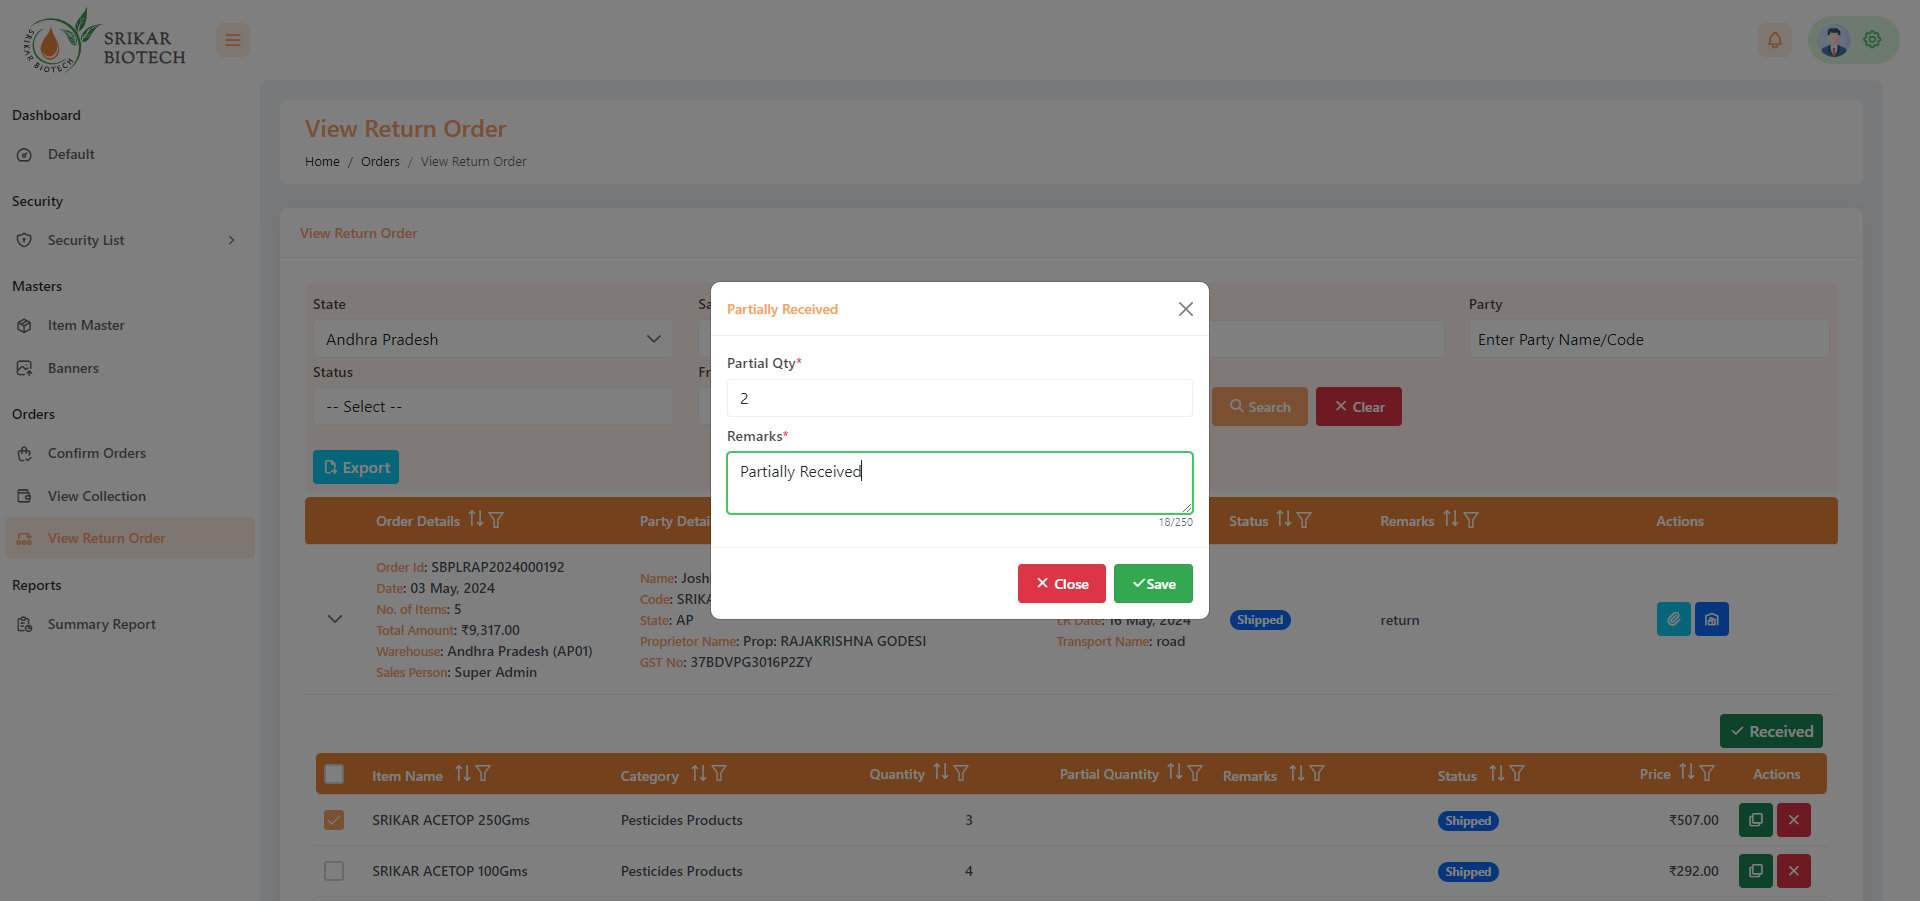 SRIKAR BIOTECH
SRIKAR
BIOTECH
Dashboard
Default
Security
Security List
Masters
Item Master
Banners
Orders
Confirm Orders
View Collection
View Return Order
Reports
Summary Report
View Return Order
Home / Orders / View Return Order
View Return Order
State
Andhra Pradesh
Sa
Party
Enter Party Name/Code
Status
-- Select --
Fr
Search
Clear
Export
Partially Received
Partial Qty*
2
Remarks*
Partially Received
18/250
Close
Save
Order Details
Party Detai
Status
Remarks
Actions
Order Id: SBPLRAP2024000192
Date: 03 May, 2024
No. of Items: 5
Total Amount: ₹9,317.00
Warehouse: Andhra Pradesh (AP01)
Sales Person: Super Admin
Name: Josh
Code: SRIKA
State: AP
Proprietor Name: Prop: RAJAKRISHNA GODESI
GST No: 37BDVPG3016P2ZY
LR Date: 16 May, 2024
Transport Name: road
Shipped
return
Received
Item Name
Category
Quantity
Partial Quantity
Remarks
Status
Price
Actions
SRIKAR ACETOP 250Gms Pesticides Products 3 Shipped ₹507.00
SRIKAR ACETOP 100Gms Pesticides Products 4 Shipped ₹292.00